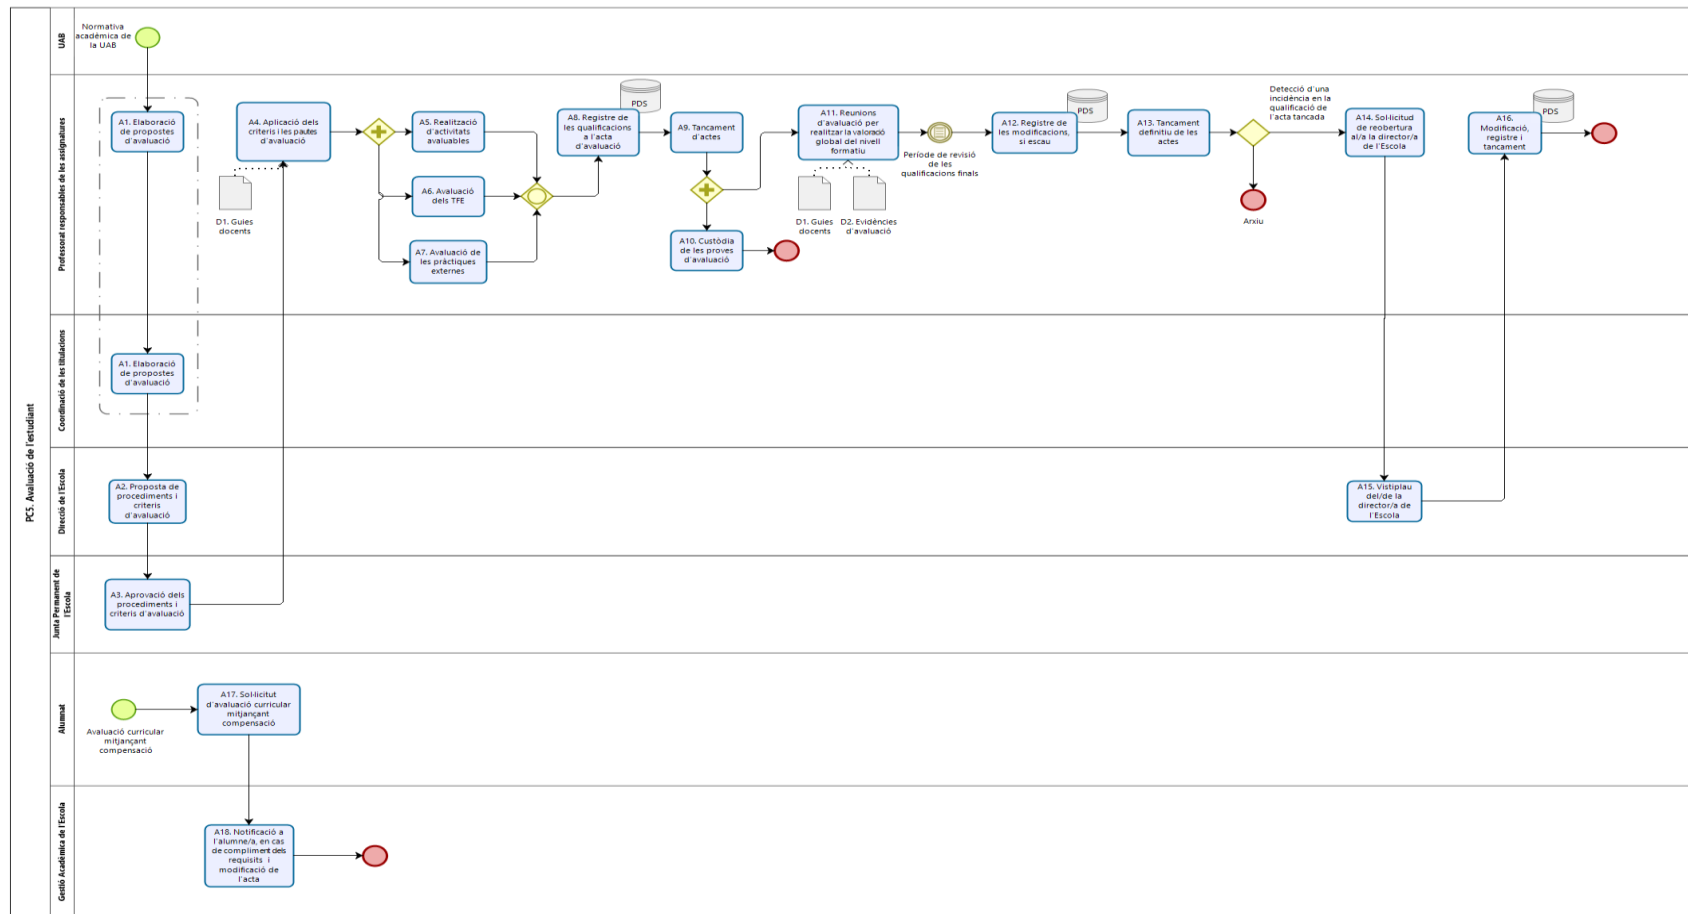 PC5. Avaluació de l'estudiant
UAB
Normativa
acadèmica de
la UAB
Professorat responsables de les assignatures
A1. Elaboració
de propostes
d'avaluació
A4. Aplicació dels
criteris i les pautes
d'avaluació
D1. Guies
docents
A5. Realització
d'activitats
avaluables
A6. Avaluació
dels TFE
A7. Avaluació de
les pràctiques
externes
PDS
A8. Registre de
les qualificacions
a l'acta
d'avaluació
A9. Tancament
d'actes
A10. Custòdia
de les proves
d'avaluació
A11. Reunions
d'avaluació per
realitzar la valoració
global del nivell
formatiu
D1. Guies
docents
D2. Evidències
d'avaluació
Període de revisió
de les
qualificacions finals
PDS
A12. Registre de
les modificacions,
si escau
A13. Tancament
definitiu de les
actes
Detecció d'una
incidència en la
qualificació de
l'acta tancada
Arxiu
A14. Sol·licitud
de reobertura
al/a la director/a
de l'Escola
PDS
A16.
Modificació,
registre i
tancament
Coordinació de les titulacions
A1. Elaboració
de propostes
d'avaluació
Direcció de l'Escola
A2. Proposta de
procediments i
criteris
d'avaluació
A15. Vistiplau
del/de la
director/a de
l'Escola
Junta Permanent de
l'Escola
A3. Aprovació dels
procediments i
criteris d'avaluació
Alumnat
Avaluació curricular
mitjançant
compensació
A17. Sol·licitut
d'avaluació curricular
mitjançant
compensació
Gestió Acadèmica de l'Escola
A18. Notificació a
l'alumne/a, en cas
de compliment dels
requisits i
modificació de
l'acta